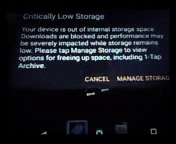 Critically Low Storage
Your device is out of internal storage space.
Downloads are blocked and performance may
be severely impacted while storage remains
low. Please tap Manage Storage to view
options for freeing up space, including 1-Tap
Archive.
CANCEL MANAGE STORAG